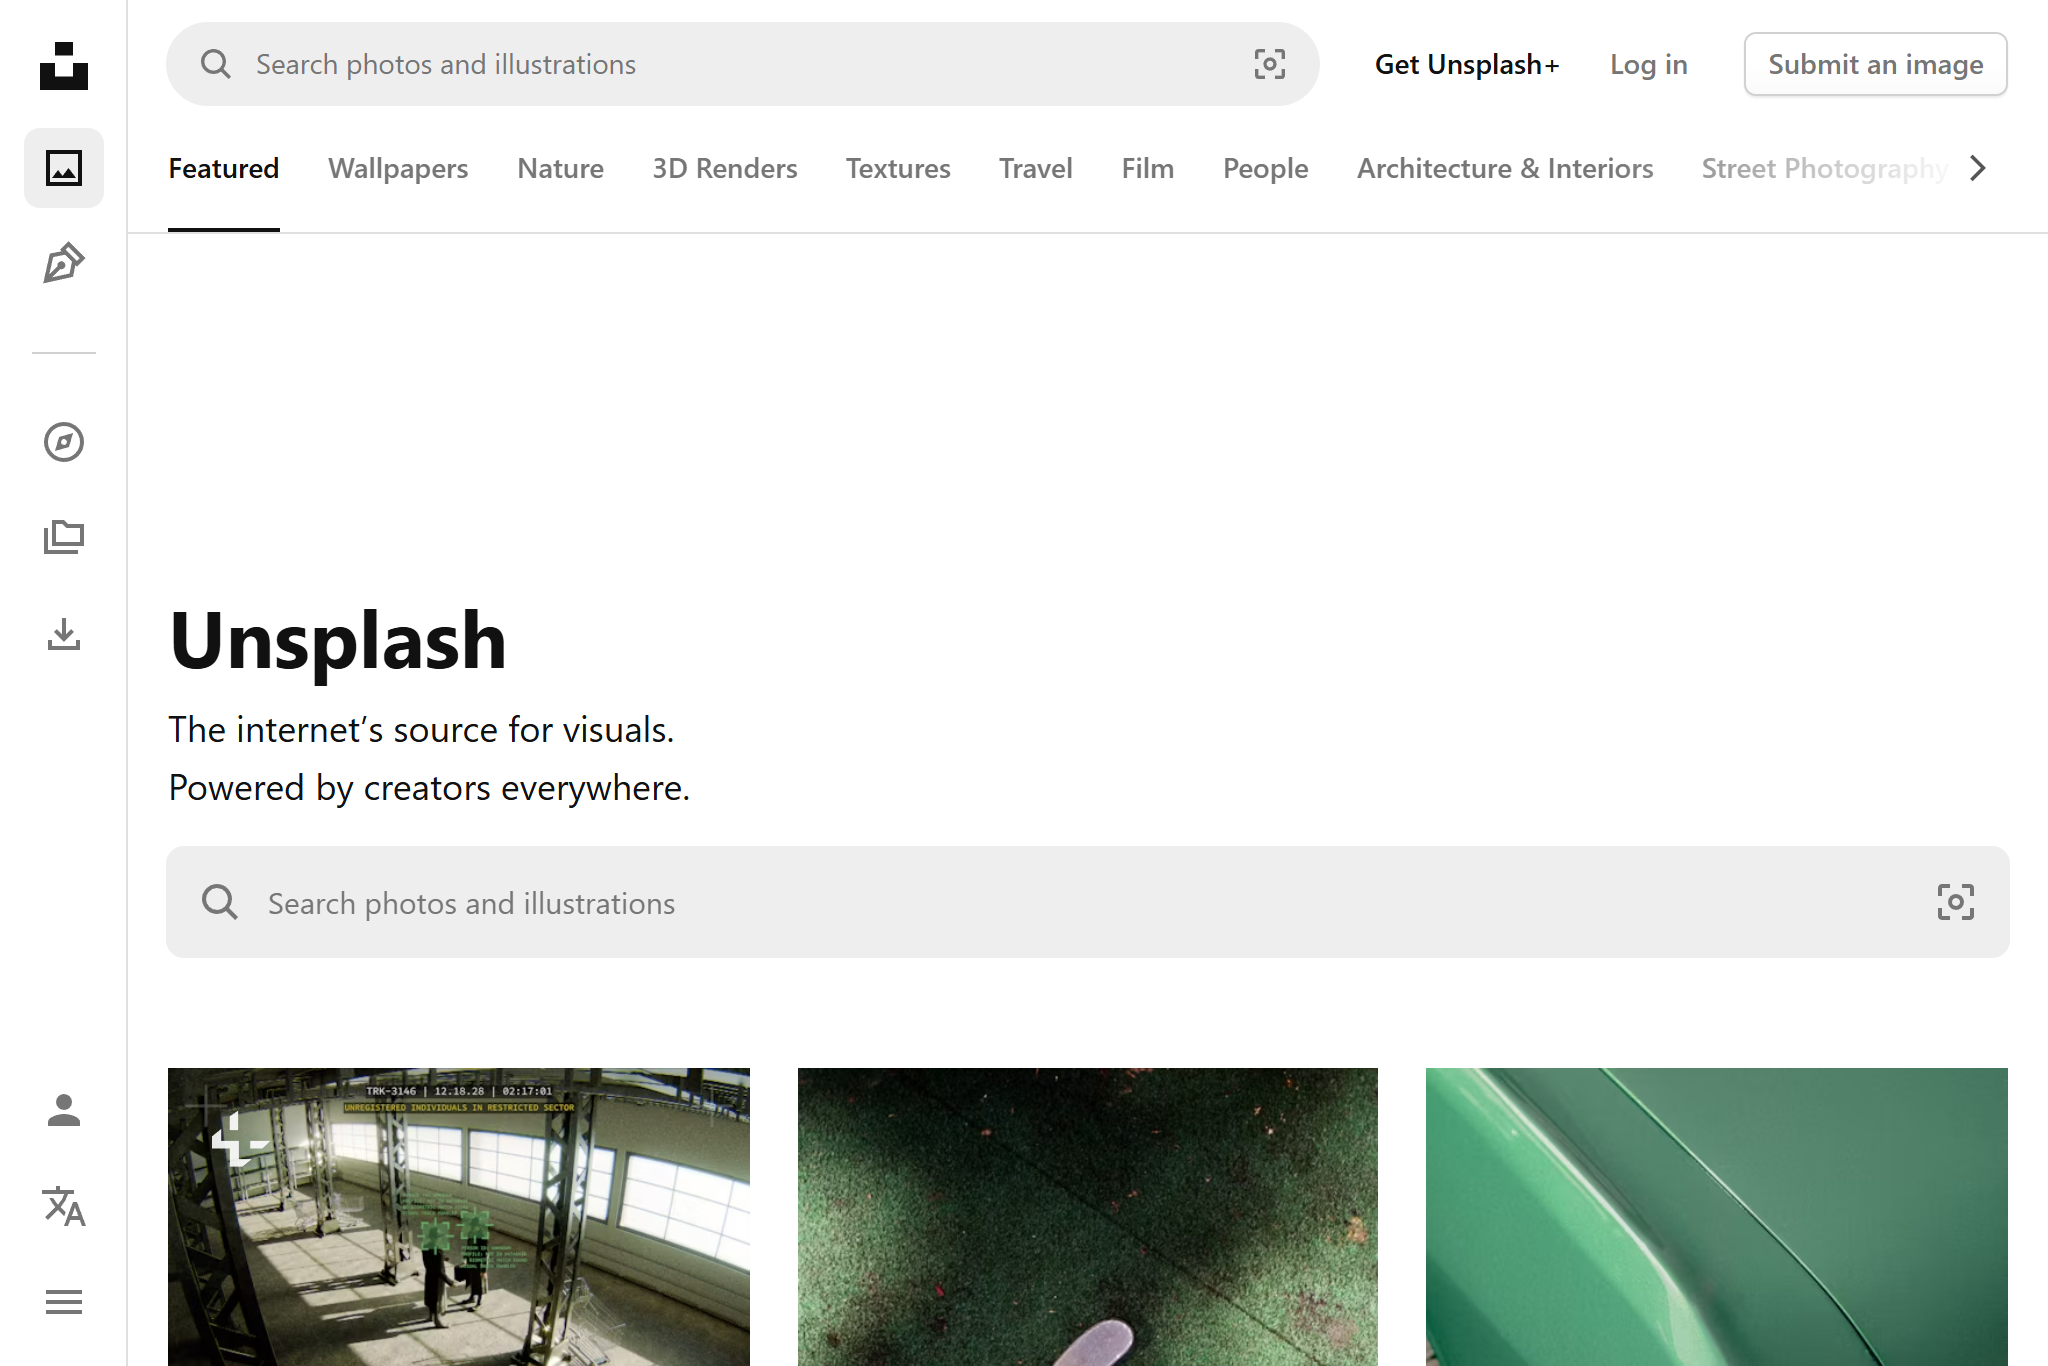 Search photos and illustrations
Get Unsplash+
Log in
Submit an image
Featured
Wallpapers
Nature
3D Renders
Textures
Travel
Film
People
Architecture & Interiors
Street Photography
Unsplash
The internet’s source for visuals.
Powered by creators everywhere.
Search photos and illustrations
TRK-3146 | 12.18.28 | 02:17:01
UNREGISTERED INDIVIDUALS IN RESTRICTED SECTOR